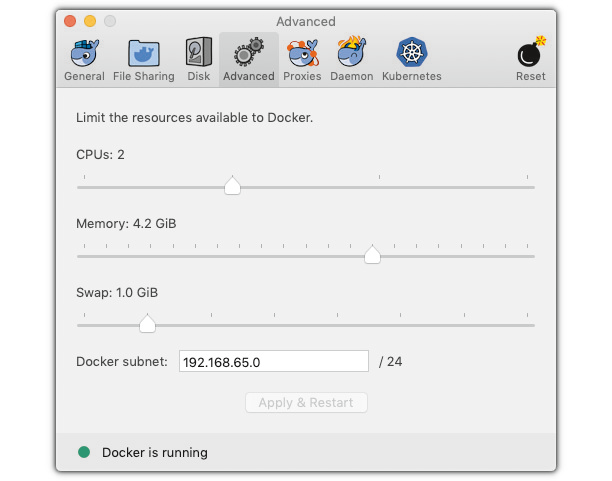 Advanced
General File Sharing Disk Advanced Proxies Daemon Kubernetes Reset
Limit the resources available to Docker.
CPUs: 2
Memory: 4.2 GiB
Swap: 1.0 GiB
Docker subnet: 192.168.65.0 / 24
Apply & Restart
Docker is running